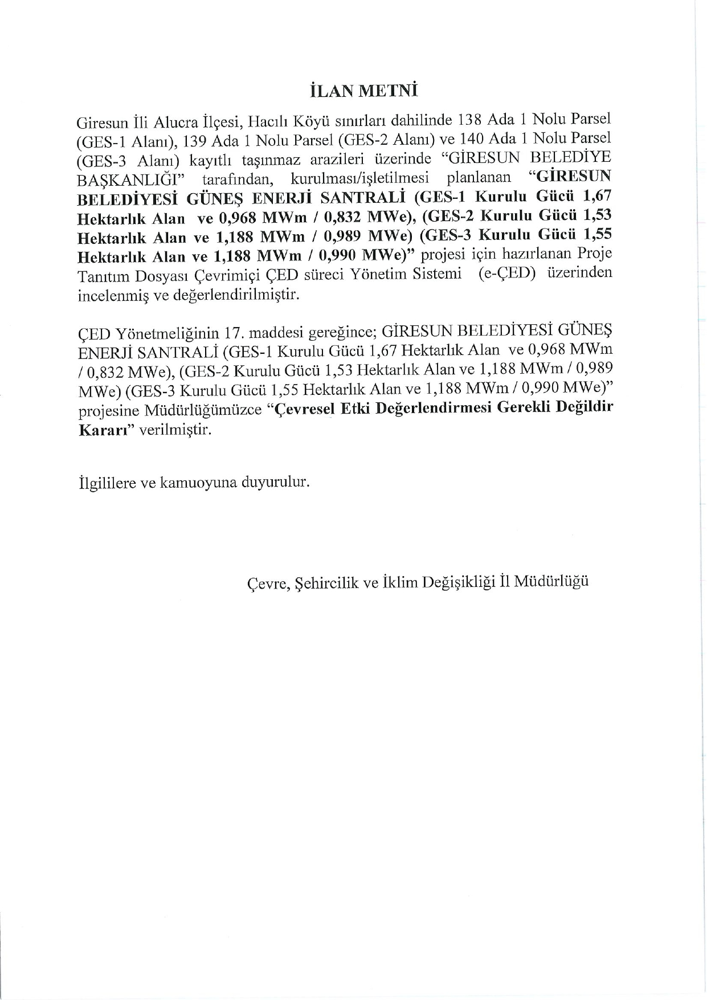 İLAN METNİ
Giresun İli Alucra İlçesi, Hacılı Köyü sınırları dahilinde 138 Ada 1 Nolu Parsel
(GES-1 Alanı), 139 Ada 1 Nolu Parsel (GES-2 Alanı) ve 140 Ada 1 Nolu Parsel
(GES-3 Alanı) kayıtlı taşınmaz arazileri üzerinde “GİRESUN BELEDİYE
BAŞKANLIĞI” tarafından, kurulması/işletilmesi planlanan “GİRESUN
BELEDİYESİ GÜNEŞ ENERJİ SANTRALİ (GES-1 Kurulu Gücü 1,67
Hektarlık Alan ve 0,968 MWm / 0,832 MWe), (GES-2 Kurulu Gücü 1,53
Hektarlık Alan ve 1,188 MWm / 0,989 MWe) (GES-3 Kurulu Gücü 1,55
Hektarlık Alan ve 1,188 MWm / 0,990 MWe)” projesi için hazırlanan Proje
Tanıtım Dosyası Çevrimiçi ÇED süreci Yönetim Sistemi (e-ÇED) üzerinden
incelenmiş ve değerlendirilmiştir.
ÇED Yönetmeliğinin 17. maddesi gereğince; GİRESUN BELEDİYESİ GÜNEŞ
ENERJİ SANTRALİ (GES-1 Kurulu Gücü 1,67 Hektarlık Alan ve 0,968 MWm
/ 0,832 MWe), (GES-2 Kurulu Gücü 1,53 Hektarlık Alan ve 1,188 MWm / 0,989
MWe) (GES-3 Kurulu Gücü 1,55 Hektarlık Alan ve 1,188 MWm / 0,990 MWe)”
projesine Müdürlüğümüzce “Çevresel Etki Değerlendirmesi Gerekli Değildir
Kararı” verilmiştir.
İlgililere ve kamuoyuna duyurulur.
Çevre, Şehircilik ve İklim Değişikliği İl Müdürlüğü